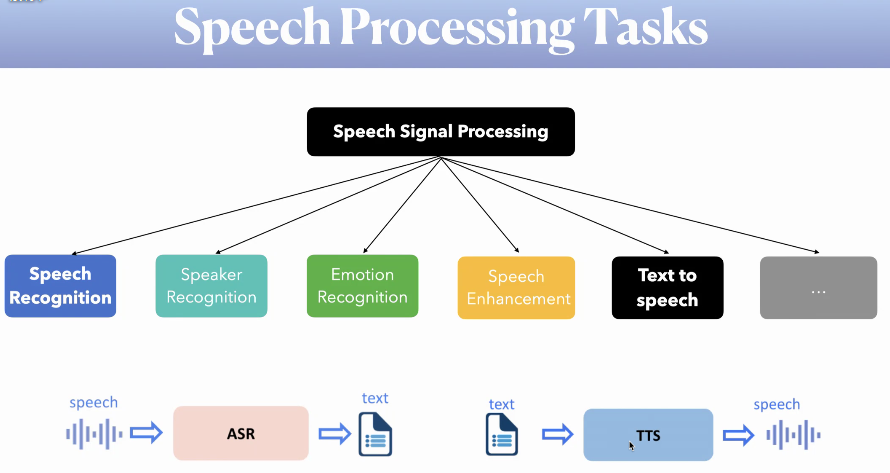 Speech Processing Tasks
Speech Signal Processing
Speech
Recognition
Speaker
Recognition
Emotion
Recognition
Speech
Enhancement
Text to
speech
...
speech
ASR
text
text
TTS
speech